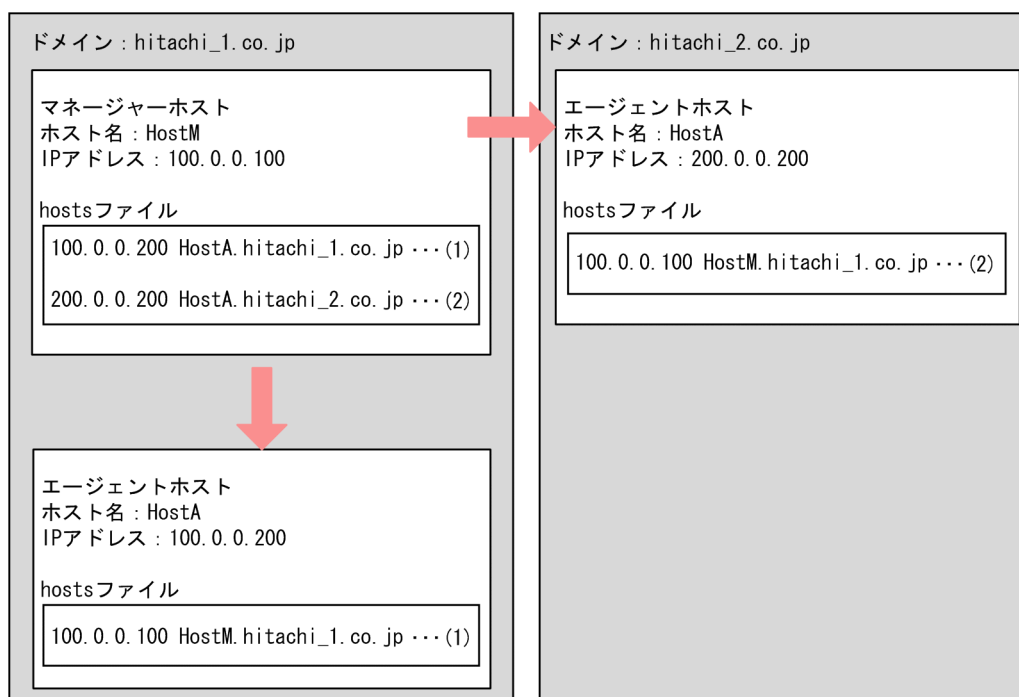 ドメイン：hitachi_1.co.jp
マネージャーホスト
ホスト名：HostM
IPアドレス：100.0.0.100
hostsファイル
100.0.0.200 HostA.hitachi_1.co.jp ･･･(1)
200.0.0.200 HostA.hitachi_2.co.jp ･･･(2)
エージェントホスト
ホスト名：HostA
IPアドレス：100.0.0.200
hostsファイル
100.0.0.100 HostM.hitachi_1.co.jp ･･･(1)
ドメイン：hitachi_2.co.jp
エージェントホスト
ホスト名：HostA
IPアドレス：200.0.0.200
hostsファイル
100.0.0.100 HostM.hitachi_1.co.jp ･･･(2)